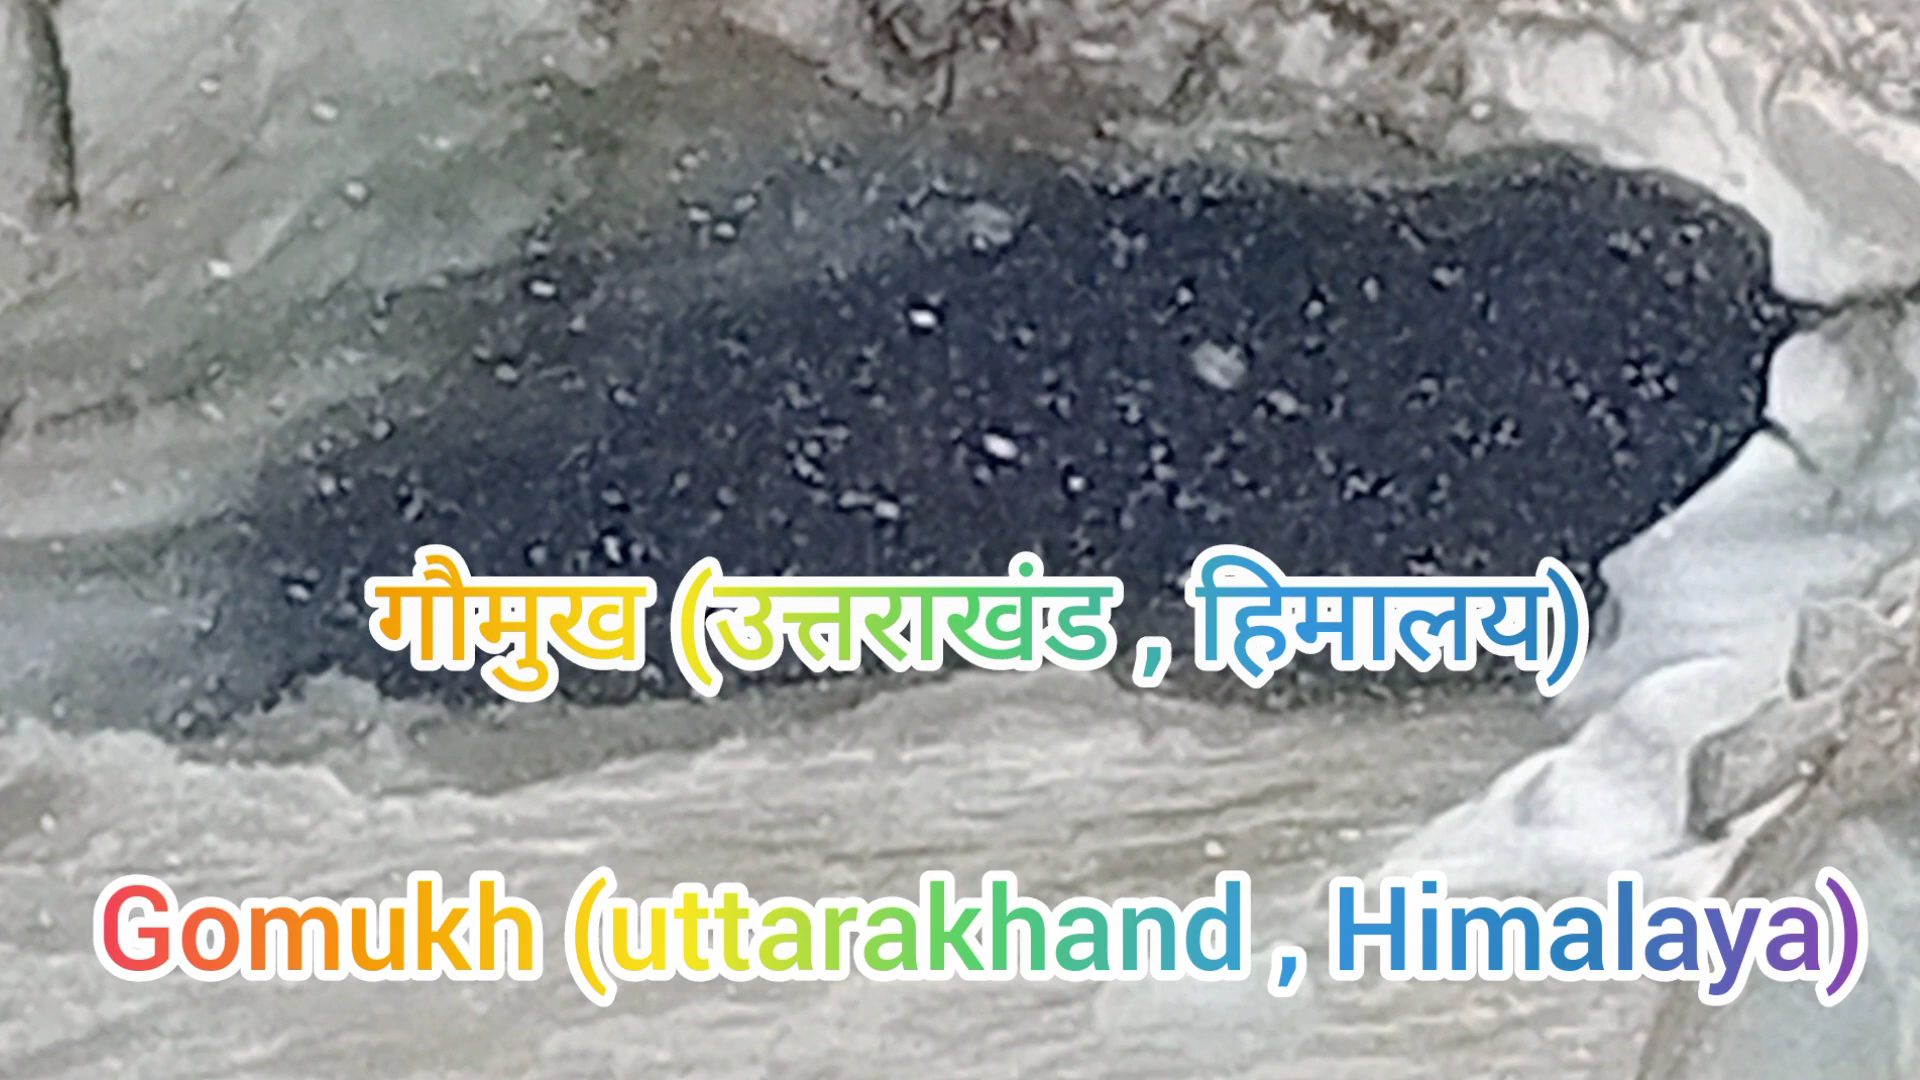 गौमुख (उत्तराखंड , हिमालय)
Gomukh (uttarakhand , Himalaya)